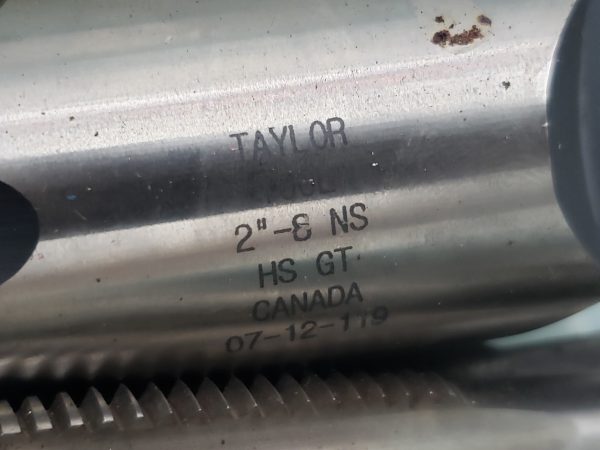 TAYLOR
2"-8 NS
HS GT
CANADA
07-12-119